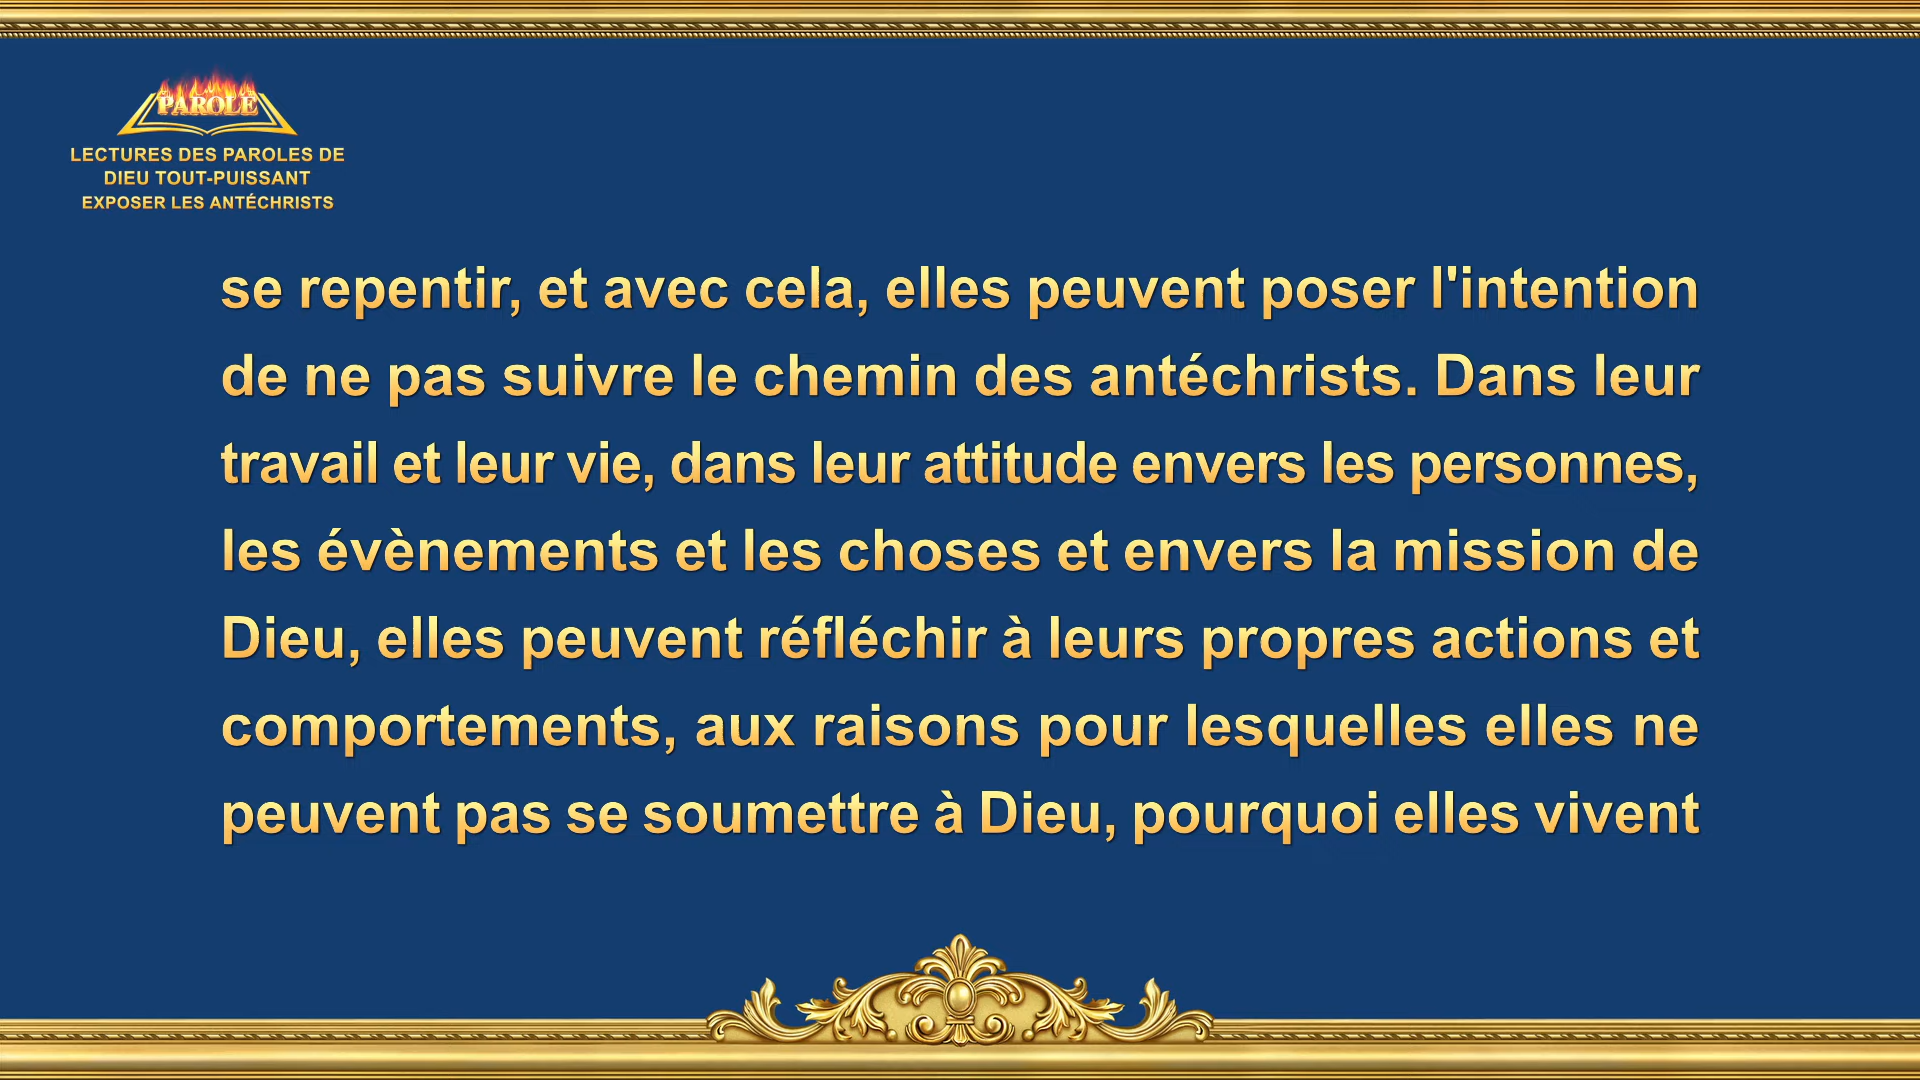 PAROLE
LECTURES DES PAROLES DE
DIEU TOUT-PUISSANT
EXPOSER LES ANTÉCHRISTS
se repentir, et avec cela, elles peuvent poser l'intention
de ne pas suivre le chemin des antéchrists. Dans leur
travail et leur vie, dans leur attitude envers les personnes,
les évènements et les choses et envers la mission de
Dieu, elles peuvent réfléchir à leurs propres actions et
comportements, aux raisons pour lesquelles elles ne
peuvent pas se soumettre à Dieu, pourquoi elles vivent